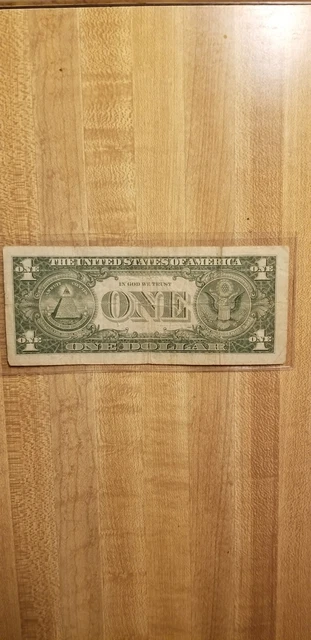 THE UNITED STATES OF AMERICA
ONE 1 ONE 1
IN GOD WE TRUST
ONE
1 ONE 1 ONE
ONE DOLLAR